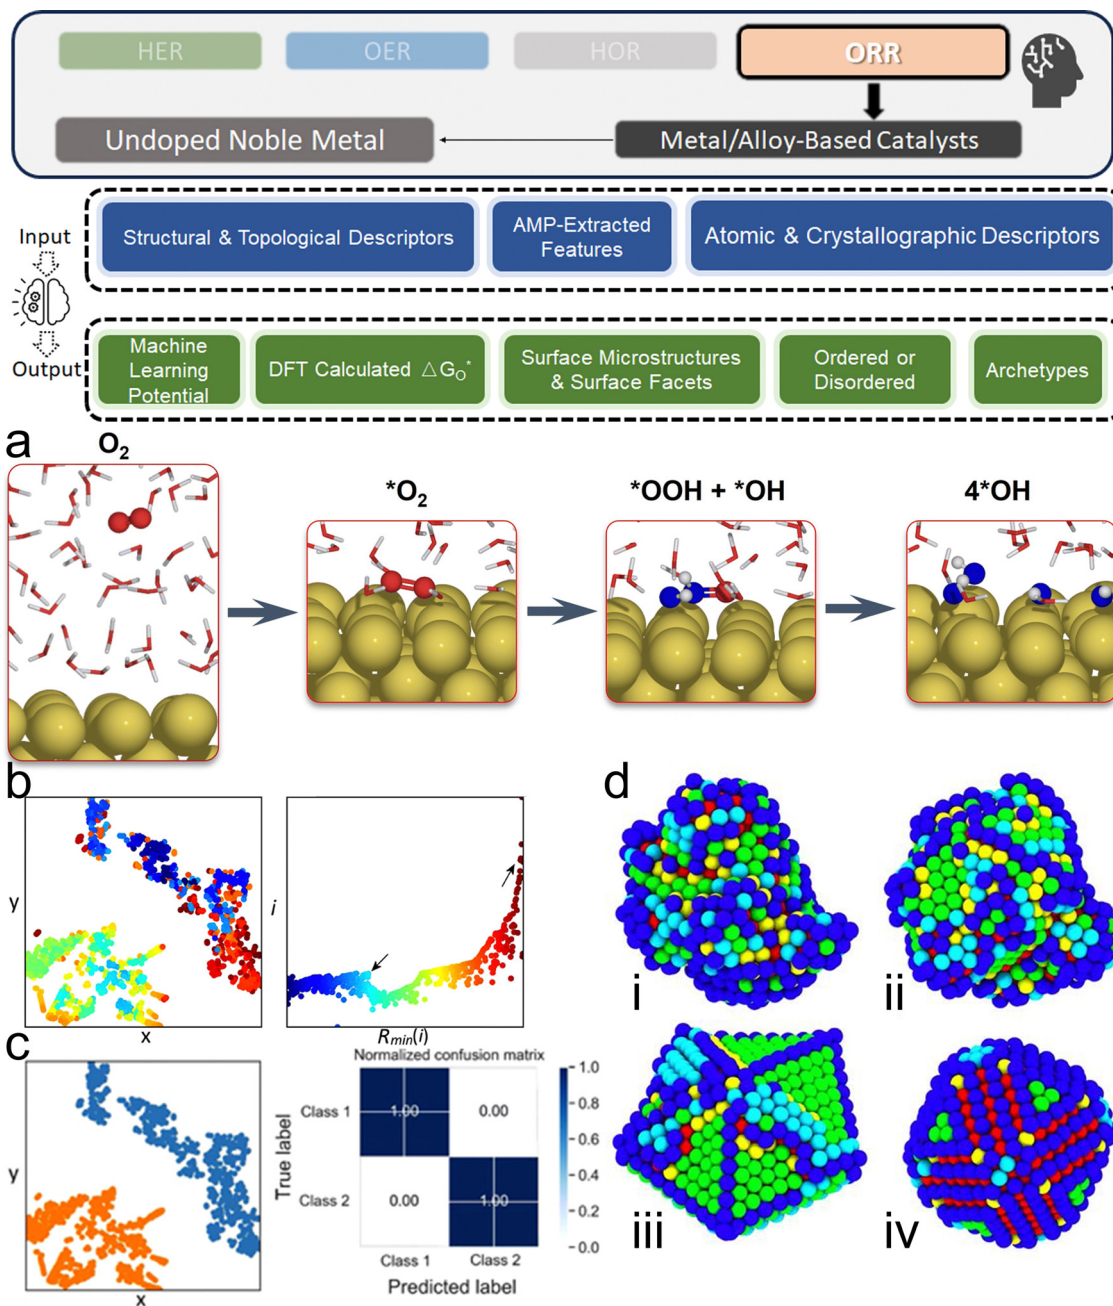 HER
OER
HOR
ORR
Undoped Noble Metal
Metal/Alloy-Based Catalysts
Input
Structural & Topological Descriptors
AMP-Extracted
Features
Atomic & Crystallographic Descriptors
Output
Machine
Learning
Potential
DFT Calculated △G_O*
Surface Microstructures
& Surface Facets
Ordered or
Disordered
Archetypes
a
O₂
*O₂
*OOH + *OH
4*OH
b
y
x
i
R_min(i)
c
y
x
Normalized confusion matrix
True label
Class 1
Class 2
1.00
0.00
0.00
1.00
Class 1
Class 2
Predicted label
1.0
0.8
0.6
0.4
0.2
0.0
d
i
ii
iii
iv